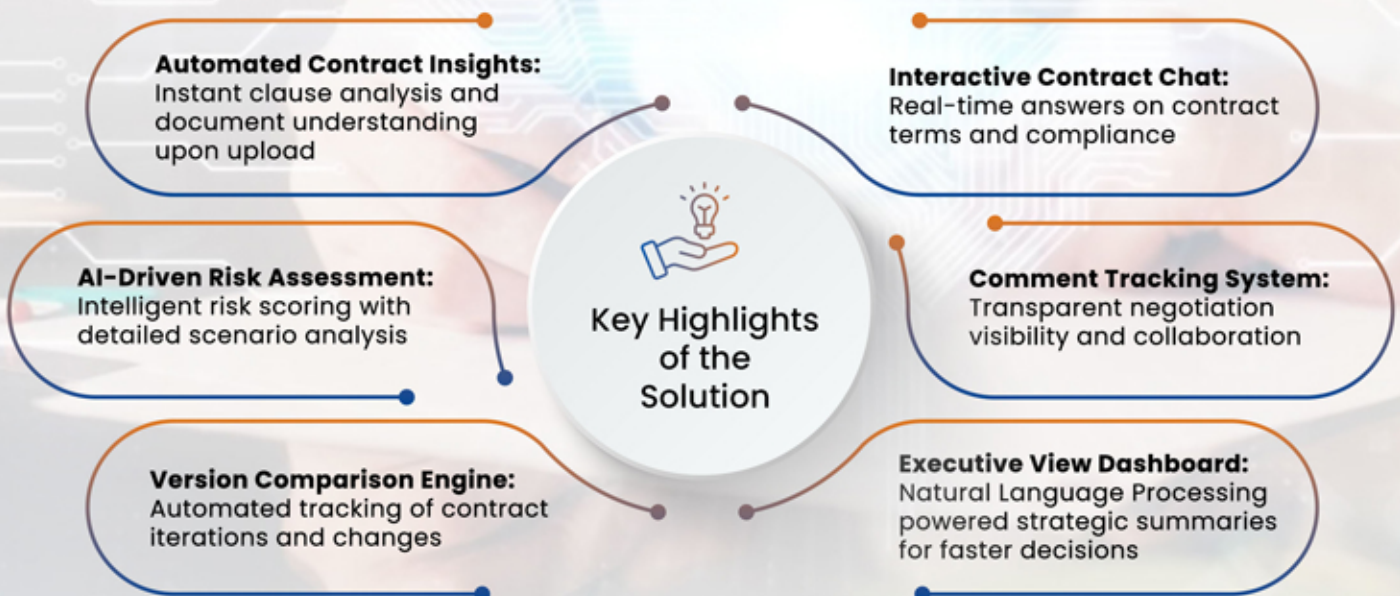 Automated Contract Insights:
Instant clause analysis and
document understanding
upon upload
Interactive Contract Chat:
Real-time answers on contract
terms and compliance
AI-Driven Risk Assessment:
Intelligent risk scoring with
detailed scenario analysis
Key Highlights
of the
Solution
Comment Tracking System:
Transparent negotiation
visibility and collaboration
Version Comparison Engine:
Automated tracking of contract
iterations and changes
Executive View Dashboard:
Natural Language Processing
powered strategic summaries
for faster decisions